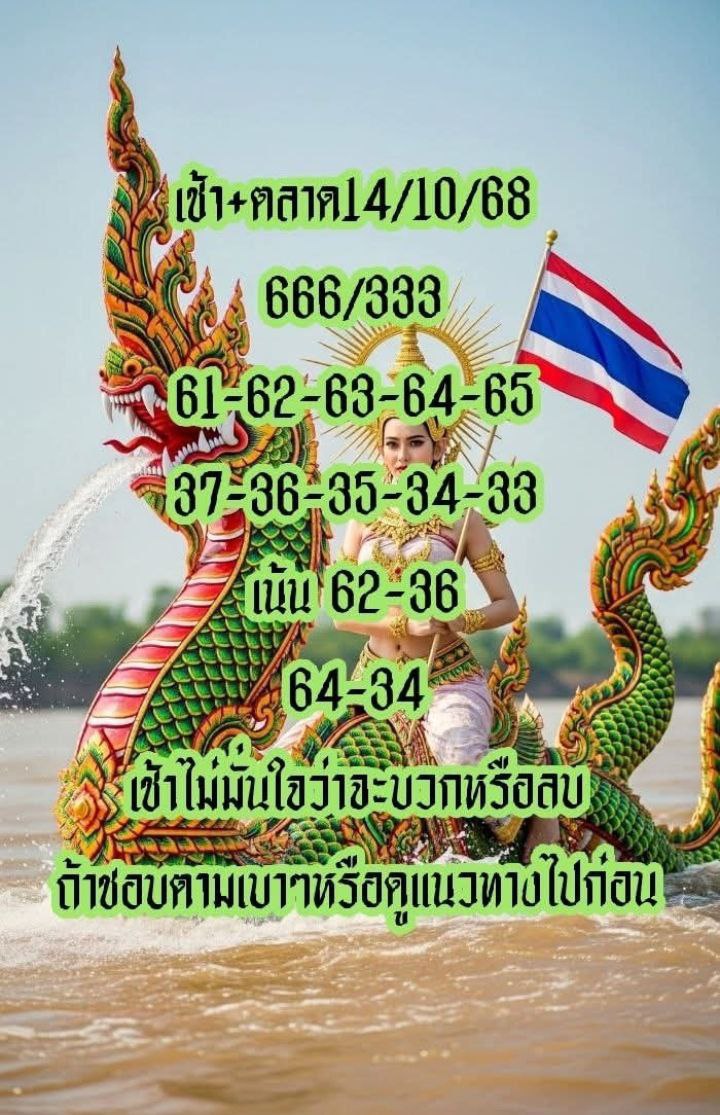 เช้า+ตลาด14/10/68
666/333
61-62-63-64-65
37-36-35-34-33
เน้น 62-36
64-34
เช้าไม่มั่นใจว่าจะบวกหรือลบ
ถ้าชอบตามเบาๆหรือดูแนวทางไปก่อน